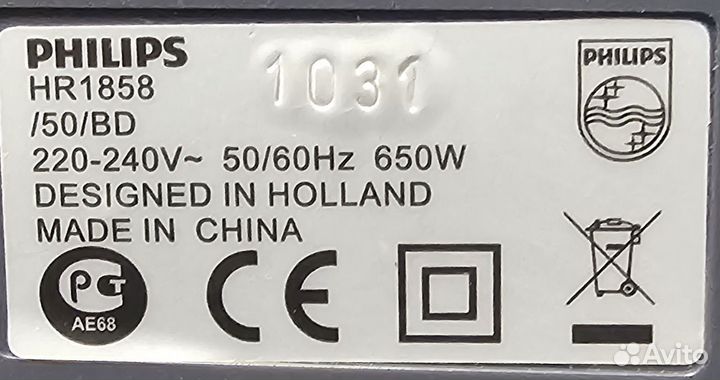 PHILIPS
HR1858
/50/BD
220-240V~ 50/60Hz 650W
DESIGNED IN HOLLAND
MADE IN CHINA
1031
PHILIPS
РСТ
AE68
CE
Avito